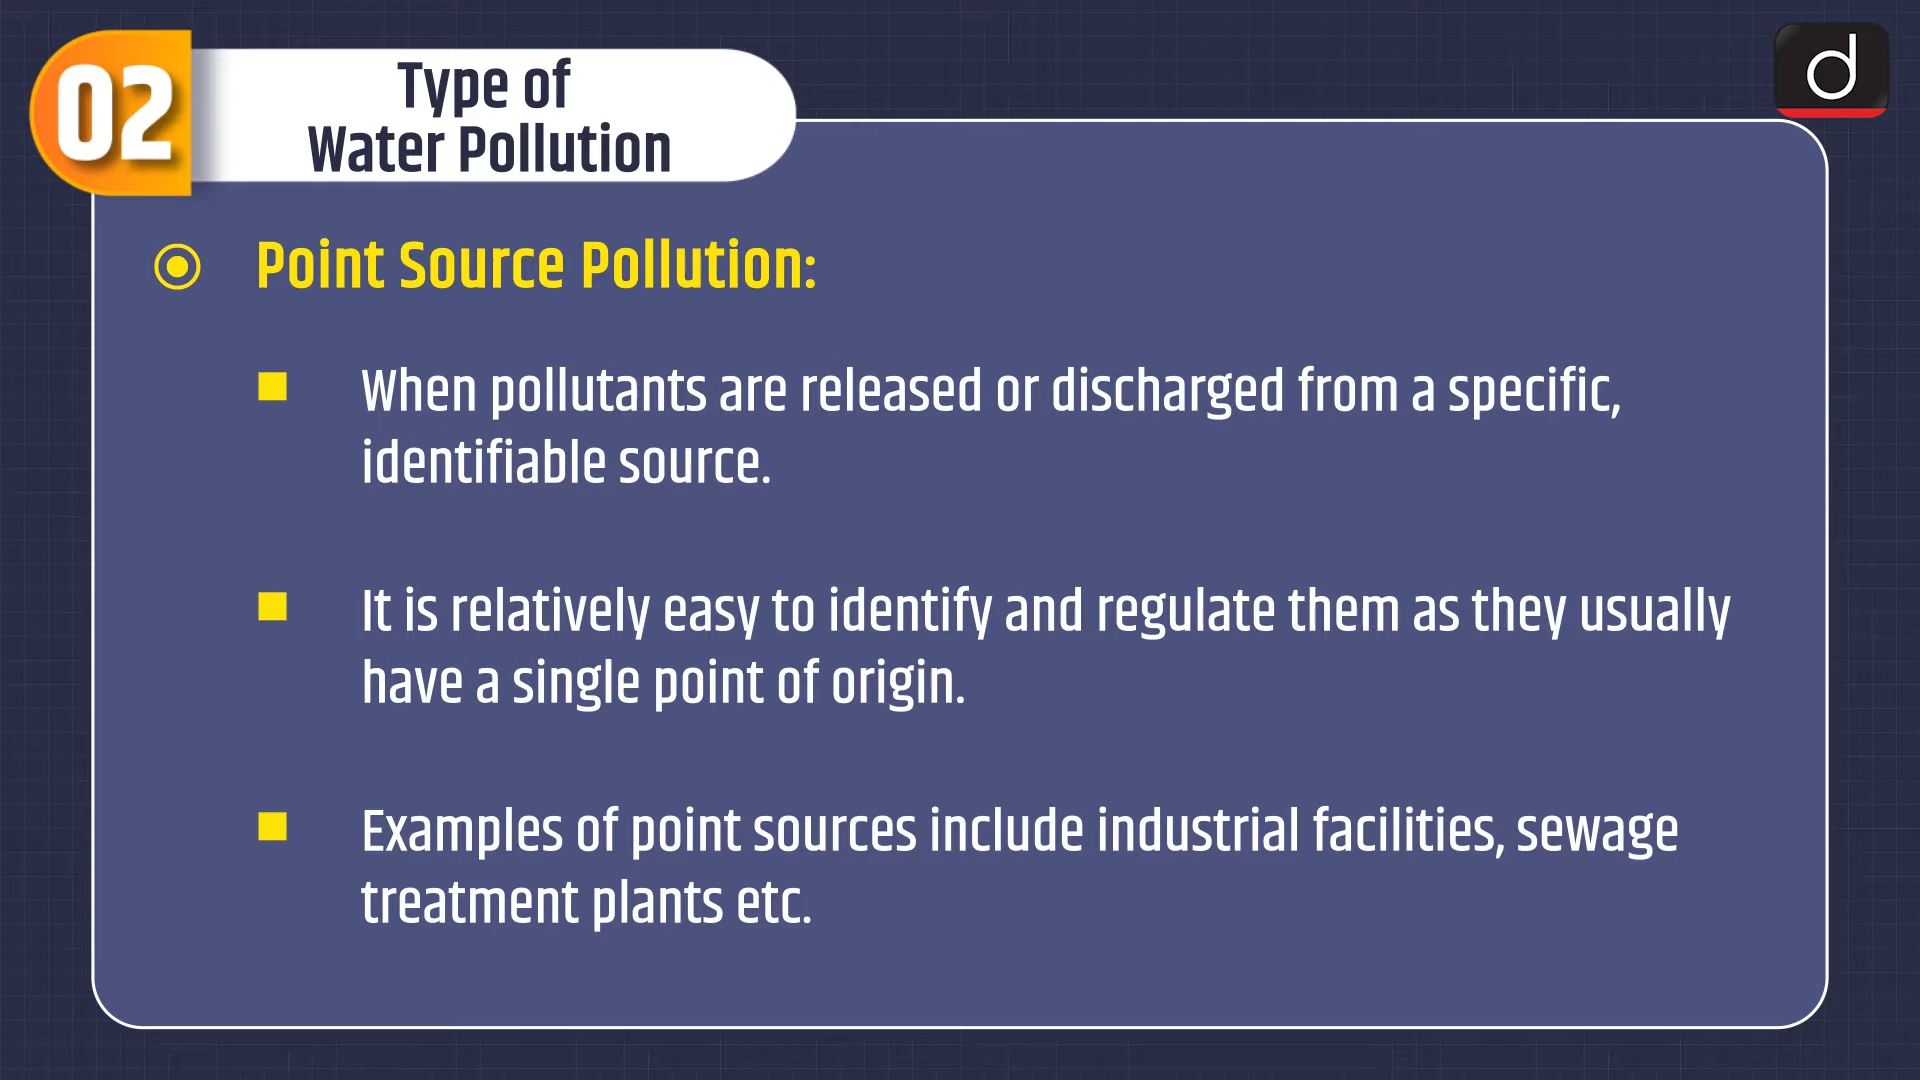 02
Type of
Water Pollution
d
Point Source Pollution:
When pollutants are released or discharged from a specific,
identifiable source.
It is relatively easy to identify and regulate them as they usually
have a single point of origin.
Examples of point sources include industrial facilities, sewage
treatment plants etc.